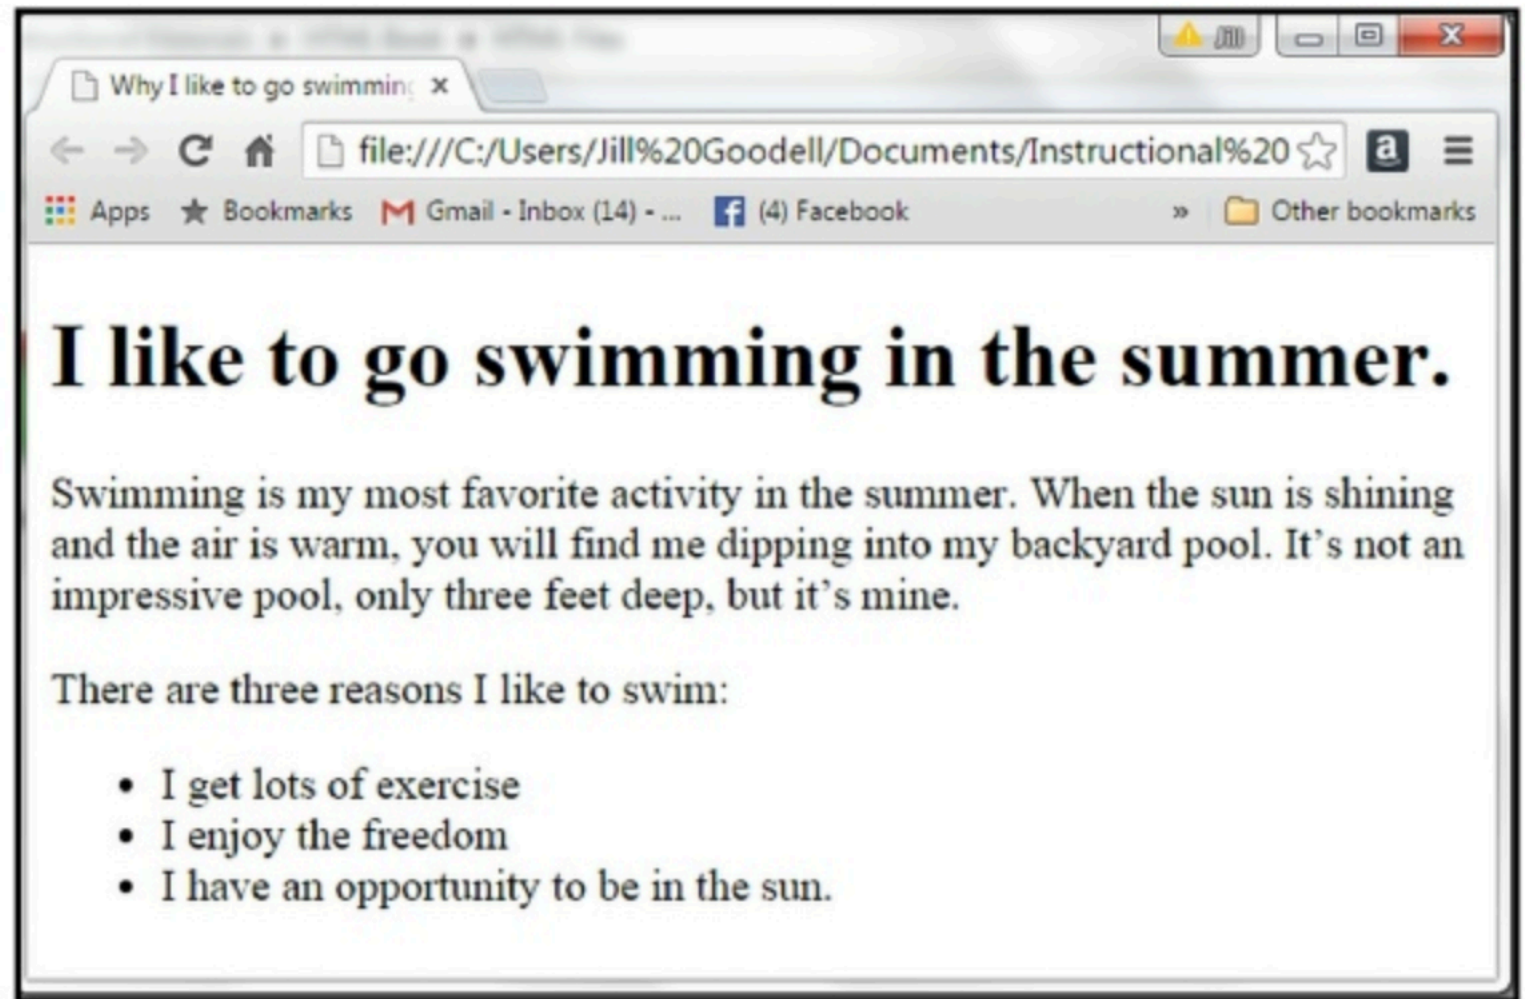 Jill
Why I like to go swimming
file:///C:/Users/Jill%20Goodell/Documents/Instructional%20
Apps Bookmarks Gmail - Inbox (14) - ... (4) Facebook » Other bookmarks
I like to go swimming in the summer.
Swimming is my most favorite activity in the summer. When the sun is shining
and the air is warm, you will find me dipping into my backyard pool. It’s not an
impressive pool, only three feet deep, but it’s mine.
There are three reasons I like to swim:
• I get lots of exercise
• I enjoy the freedom
• I have an opportunity to be in the sun.